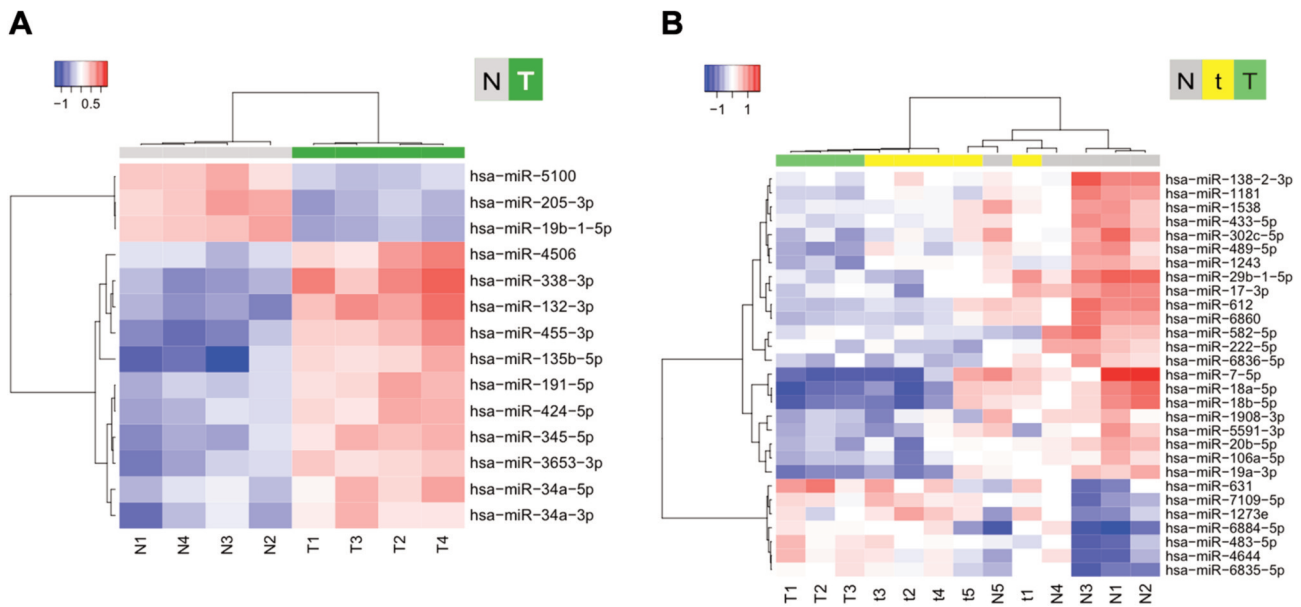 A
−1 0.5
N T
hsa-miR-5100
hsa-miR-205-3p
hsa-miR-19b-1-5p
hsa-miR-4506
hsa-miR-338-3p
hsa-miR-132-3p
hsa-miR-455-3p
hsa-miR-135b-5p
hsa-miR-191-5p
hsa-miR-424-5p
hsa-miR-345-5p
hsa-miR-3653-3p
hsa-miR-34a-5p
hsa-miR-34a-3p
N1 N4 N3 N2 T1 T3 T2 T4
B
−1 1
N t T
hsa-miR-138-2-3p
hsa-miR-1181
hsa-miR-1538
hsa-miR-433-5p
hsa-miR-302c-5p
hsa-miR-489-5p
hsa-miR-1243
hsa-miR-29b-1-5p
hsa-miR-17-3p
hsa-miR-612
hsa-miR-6860
hsa-miR-582-5p
hsa-miR-222-5p
hsa-miR-6836-5p
hsa-miR-7-5p
hsa-miR-18a-5p
hsa-miR-18b-5p
hsa-miR-1908-3p
hsa-miR-5591-3p
hsa-miR-20b-5p
hsa-miR-106a-5p
hsa-miR-19a-3p
hsa-miR-631
hsa-miR-7109-5p
hsa-miR-1273e
hsa-miR-6884-5p
hsa-miR-483-5p
hsa-miR-4644
hsa-miR-6835-5p
T1 T2 T3 t3 t2 t4 t5 N5 t1 N4 N3 N1 N2